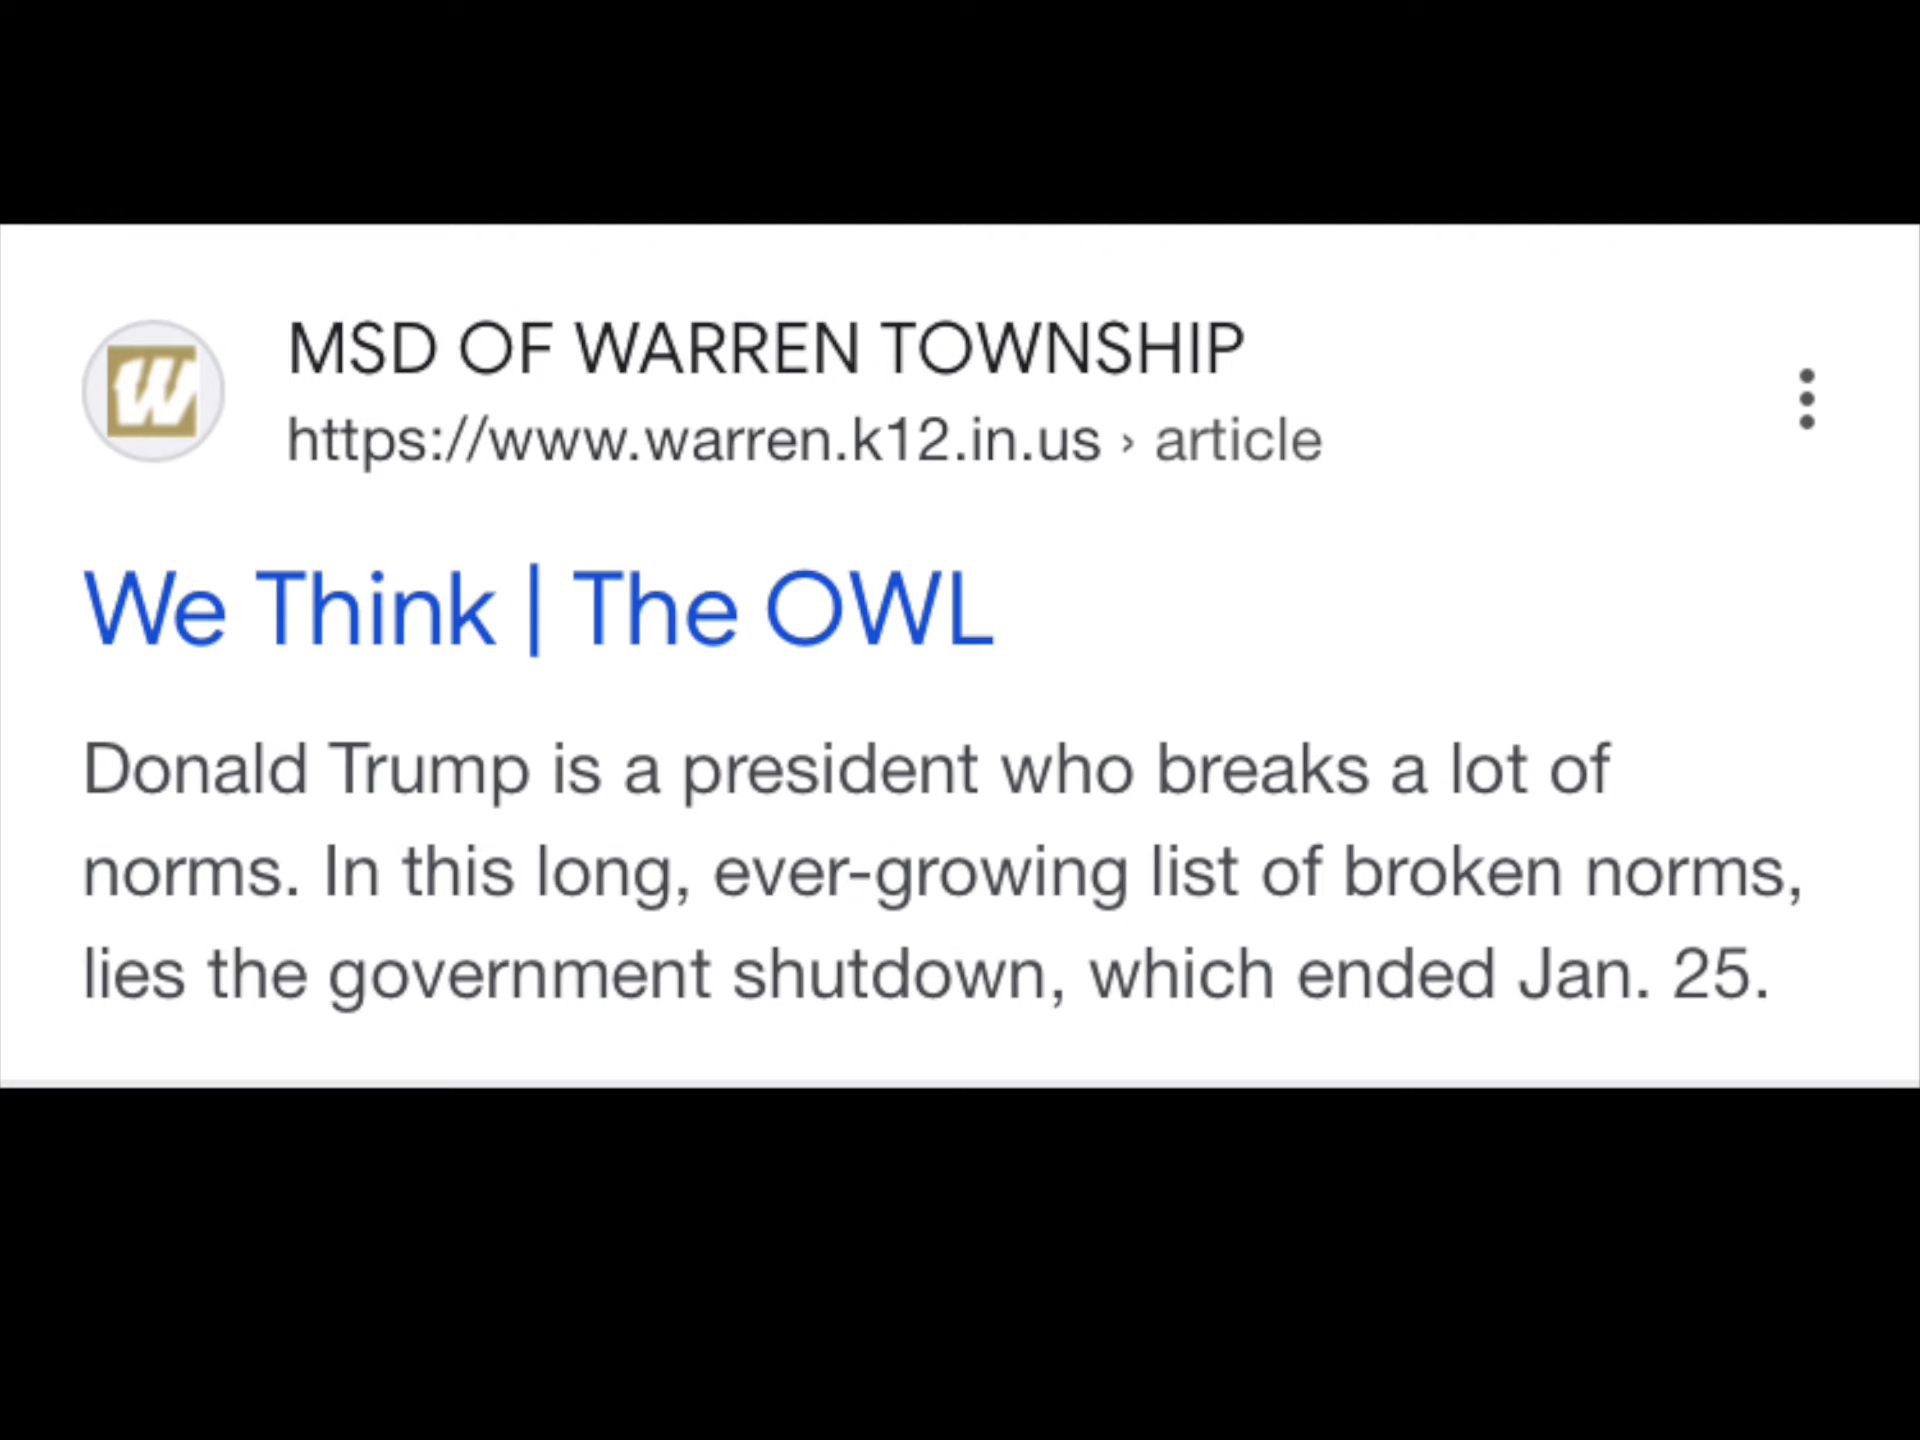 W
MSD OF WARREN TOWNSHIP
https://www.warren.k12.in.us › article
We Think | The OWL
Donald Trump is a president who breaks a lot of
norms. In this long, ever-growing list of broken norms,
lies the government shutdown, which ended Jan. 25.